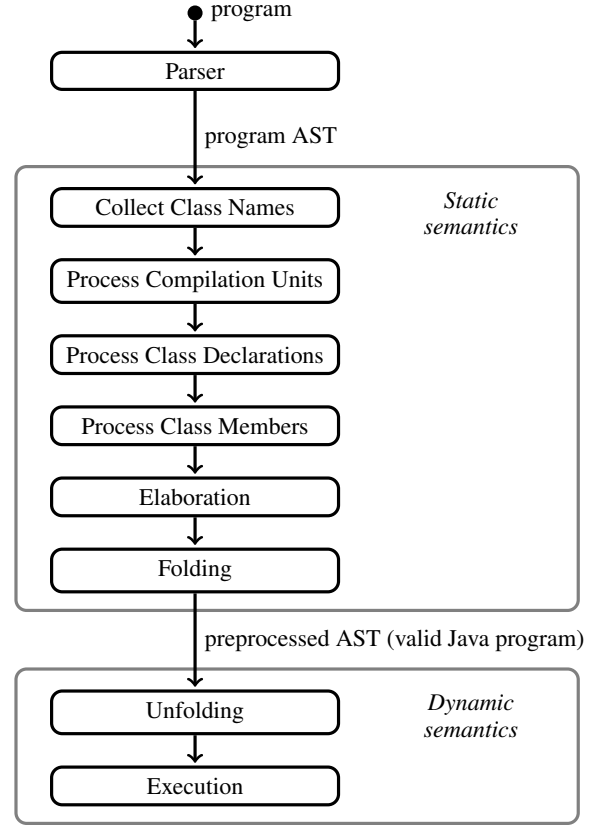 program
Parser
program AST
Static
semantics
Collect Class Names
Process Compilation Units
Process Class Declarations
Process Class Members
Elaboration
Folding
preprocessed AST (valid Java program)
Dynamic
semantics
Unfolding
Execution